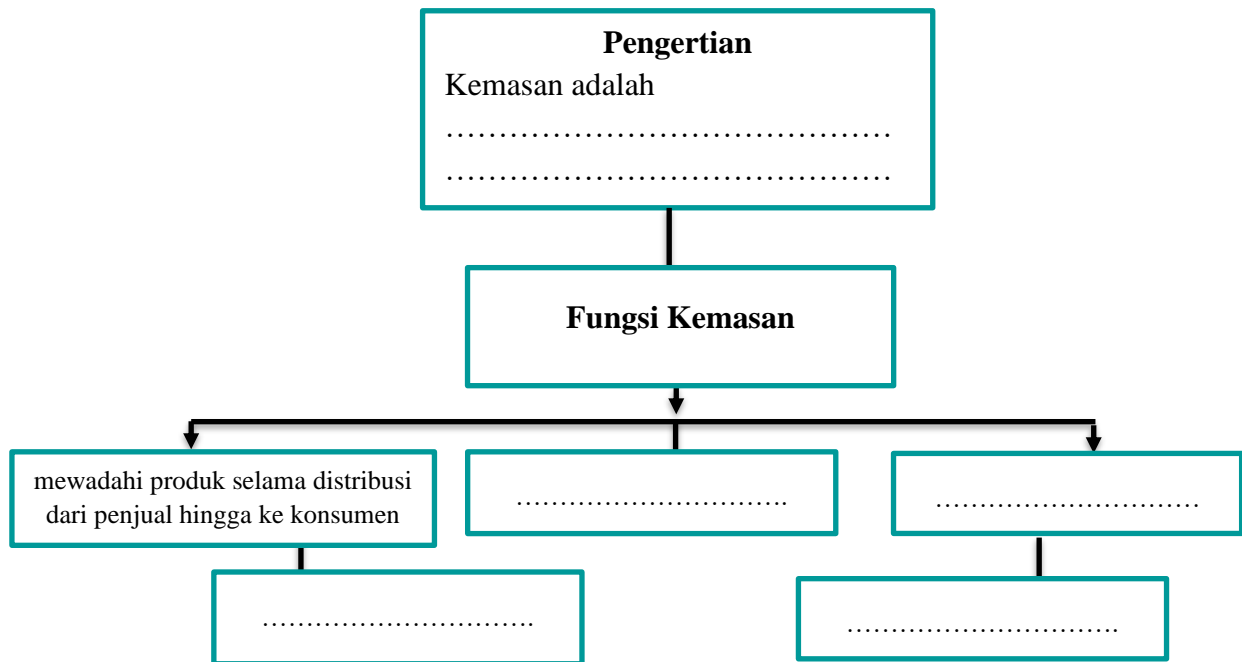 Pengertian
Kemasan adalah
……………………………………
……………………………………
Fungsi Kemasan
mewadahi produk selama distribusi
dari penjual hingga ke konsumen
………………………….
…………………………
………………………….
………………………….